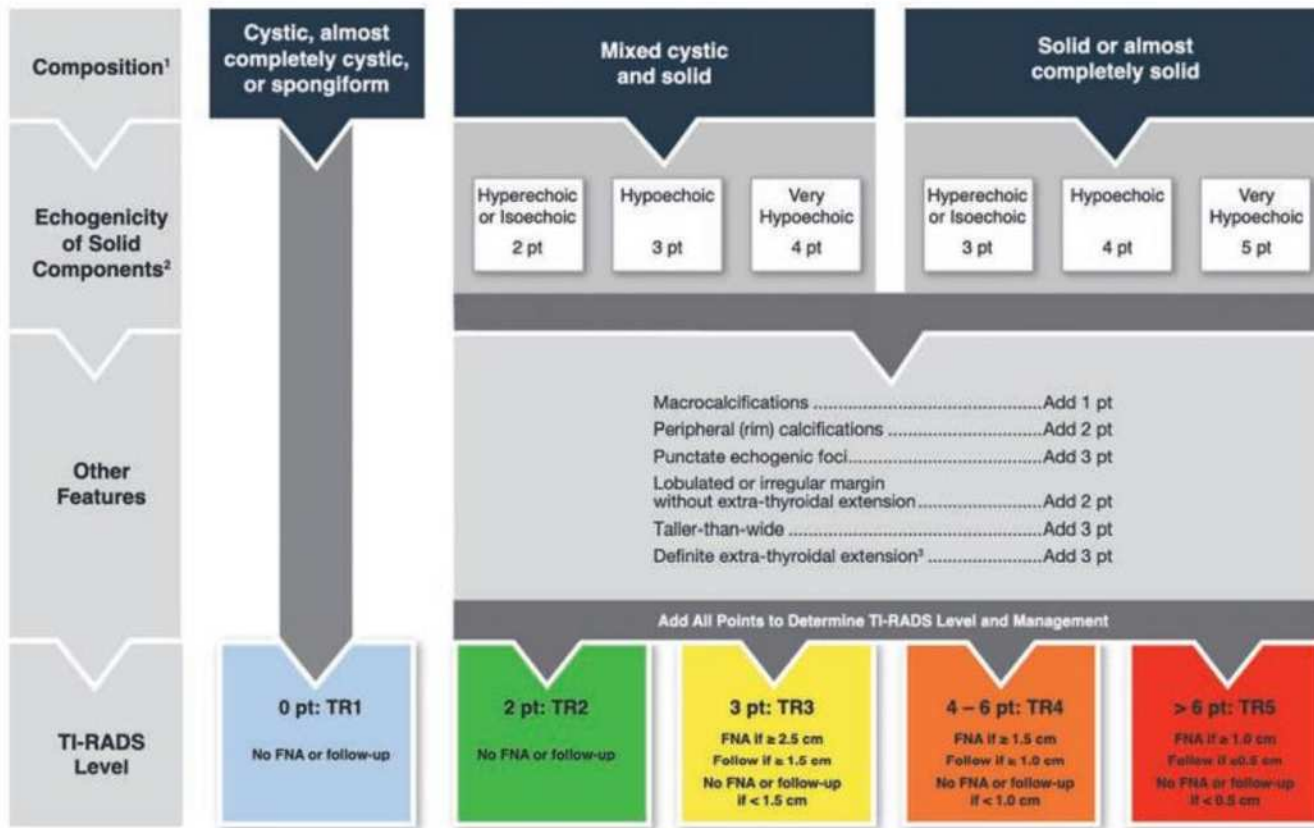 Composition¹
Cystic, almost
completely cystic,
or spongiform
Mixed cystic
and solid
Solid or almost
completely solid
Echogenicity
of Solid
Components²
Hyperechoic
or Isoechoic
2 pt
Hypoechoic
3 pt
Very
Hypoechoic
4 pt
Hyperechoic
or Isoechoic
3 pt
Hypoechoic
4 pt
Very
Hypoechoic
5 pt
Other
Features
Macrocalcifications ..................................Add 1 pt
Peripheral (rim) calcifications .......................Add 2 pt
Punctate echogenic foci.............................Add 3 pt
Lobulated or irregular margin
without extra-thyroidal extension...................Add 2 pt
Taller-than-wide ......................................Add 3 pt
Definite extra-thyroidal extension³ .................Add 3 pt
Add All Points to Determine TI-RADS Level and Management
TI-RADS
Level
0 pt: TR1
No FNA or follow-up
2 pt: TR2
No FNA or follow-up
3 pt: TR3
FNA if ≥ 2.5 cm
Follow if ≥ 1.5 cm
No FNA or follow-up
if < 1.5 cm
4 – 6 pt: TR4
FNA if ≥ 1.5 cm
Follow if ≥ 1.0 cm
No FNA or follow-up
if < 1.0 cm
> 6 pt: TR5
FNA if ≥ 1.0 cm
Follow if ≥0.5 cm
No FNA or follow-up
if < 0.5 cm